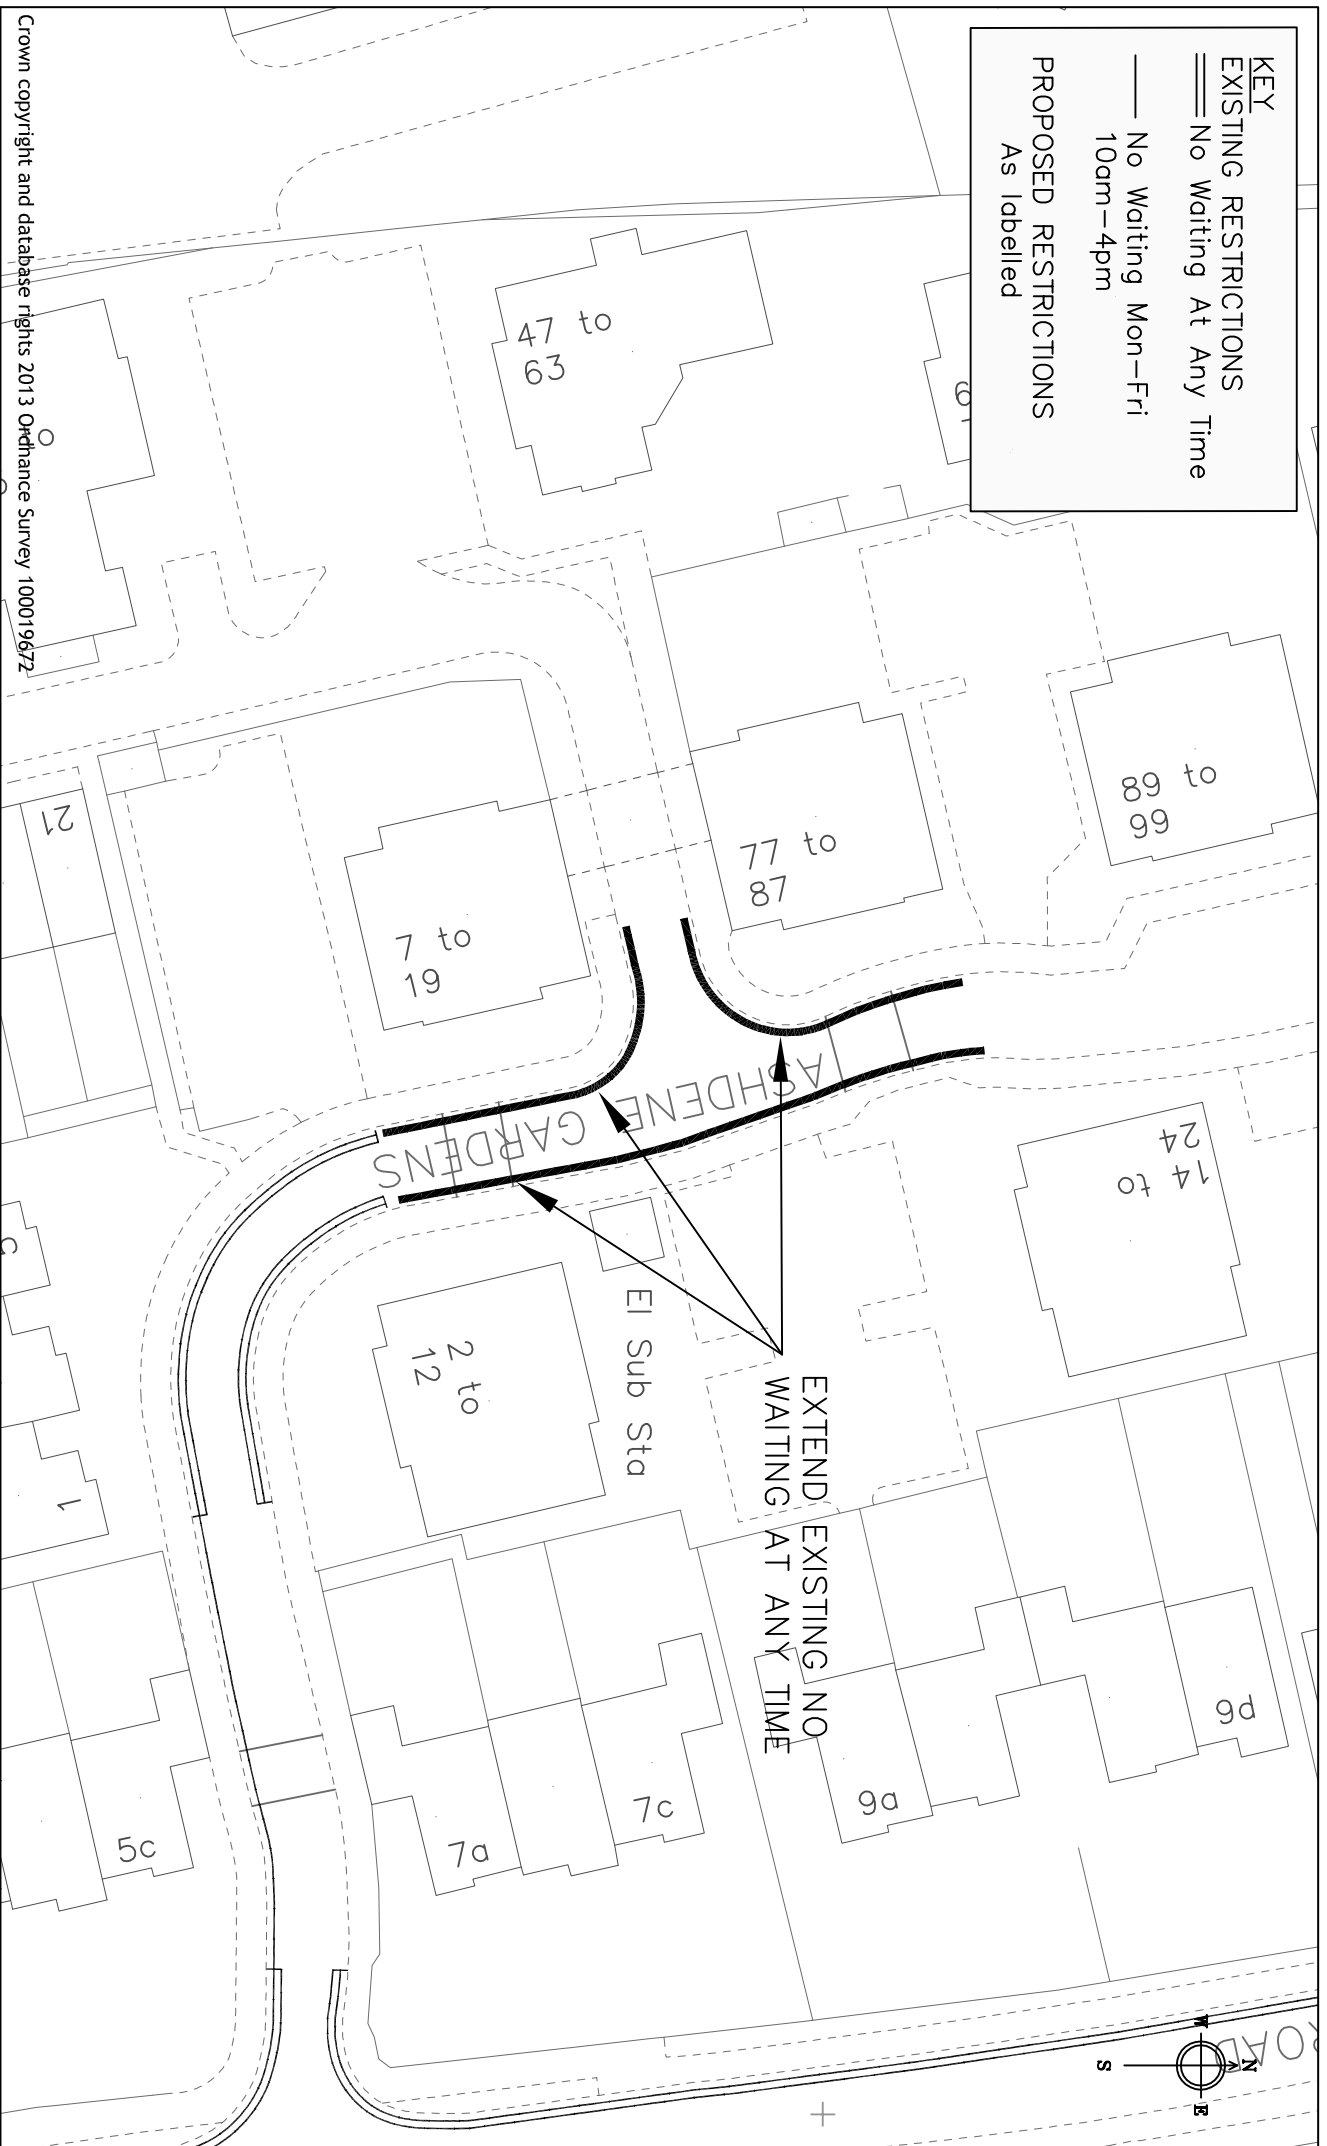 KEY
EXISTING RESTRICTIONS
No Waiting At Any Time
No Waiting Mon-Fri
10am-4pm
PROPOSED RESTRICTIONS
As labelled
47 to
63
89 to
99
77 to
87
7 to
19
21
ASHDENE GARDENS
14 to
24
El Sub Sta
2 to
12
1
EXTEND EXISTING NO
WAITING AT ANY TIME
9d
9a
7c
7a
5c
ROAD
N
W
E
S
Crown copyright and database rights 2013 Ordnance Survey 100019672